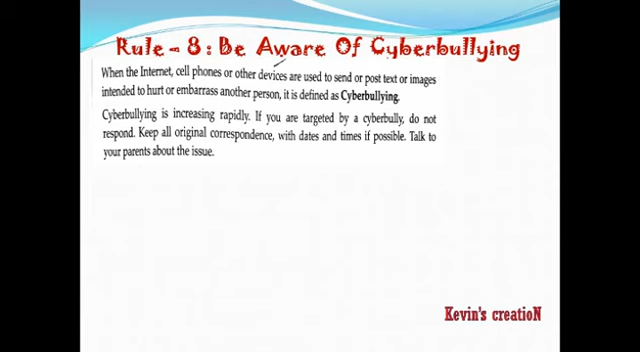 Rule - 8 : Be Aware Of Cyberbullying
When the Internet, cell phones or other devices are used to send or post text or images
intended to hurt or embarrass another person, it is defined as Cyberbullying.
Cyberbullying is increasing rapidly. If you are targeted by a cyberbully, do not
respond. Keep all original correspondence, with dates and times if possible. Talk to
your parents about the issue.
Kevin's creatioN